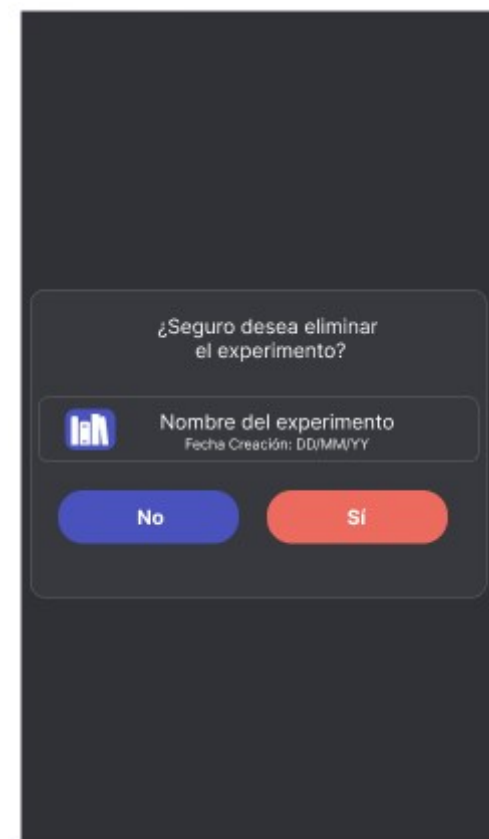 ¿Seguro desea eliminar
el experimento?
Nombre del experimento
Fecha Creación: DD/MM/YY
No
Sí